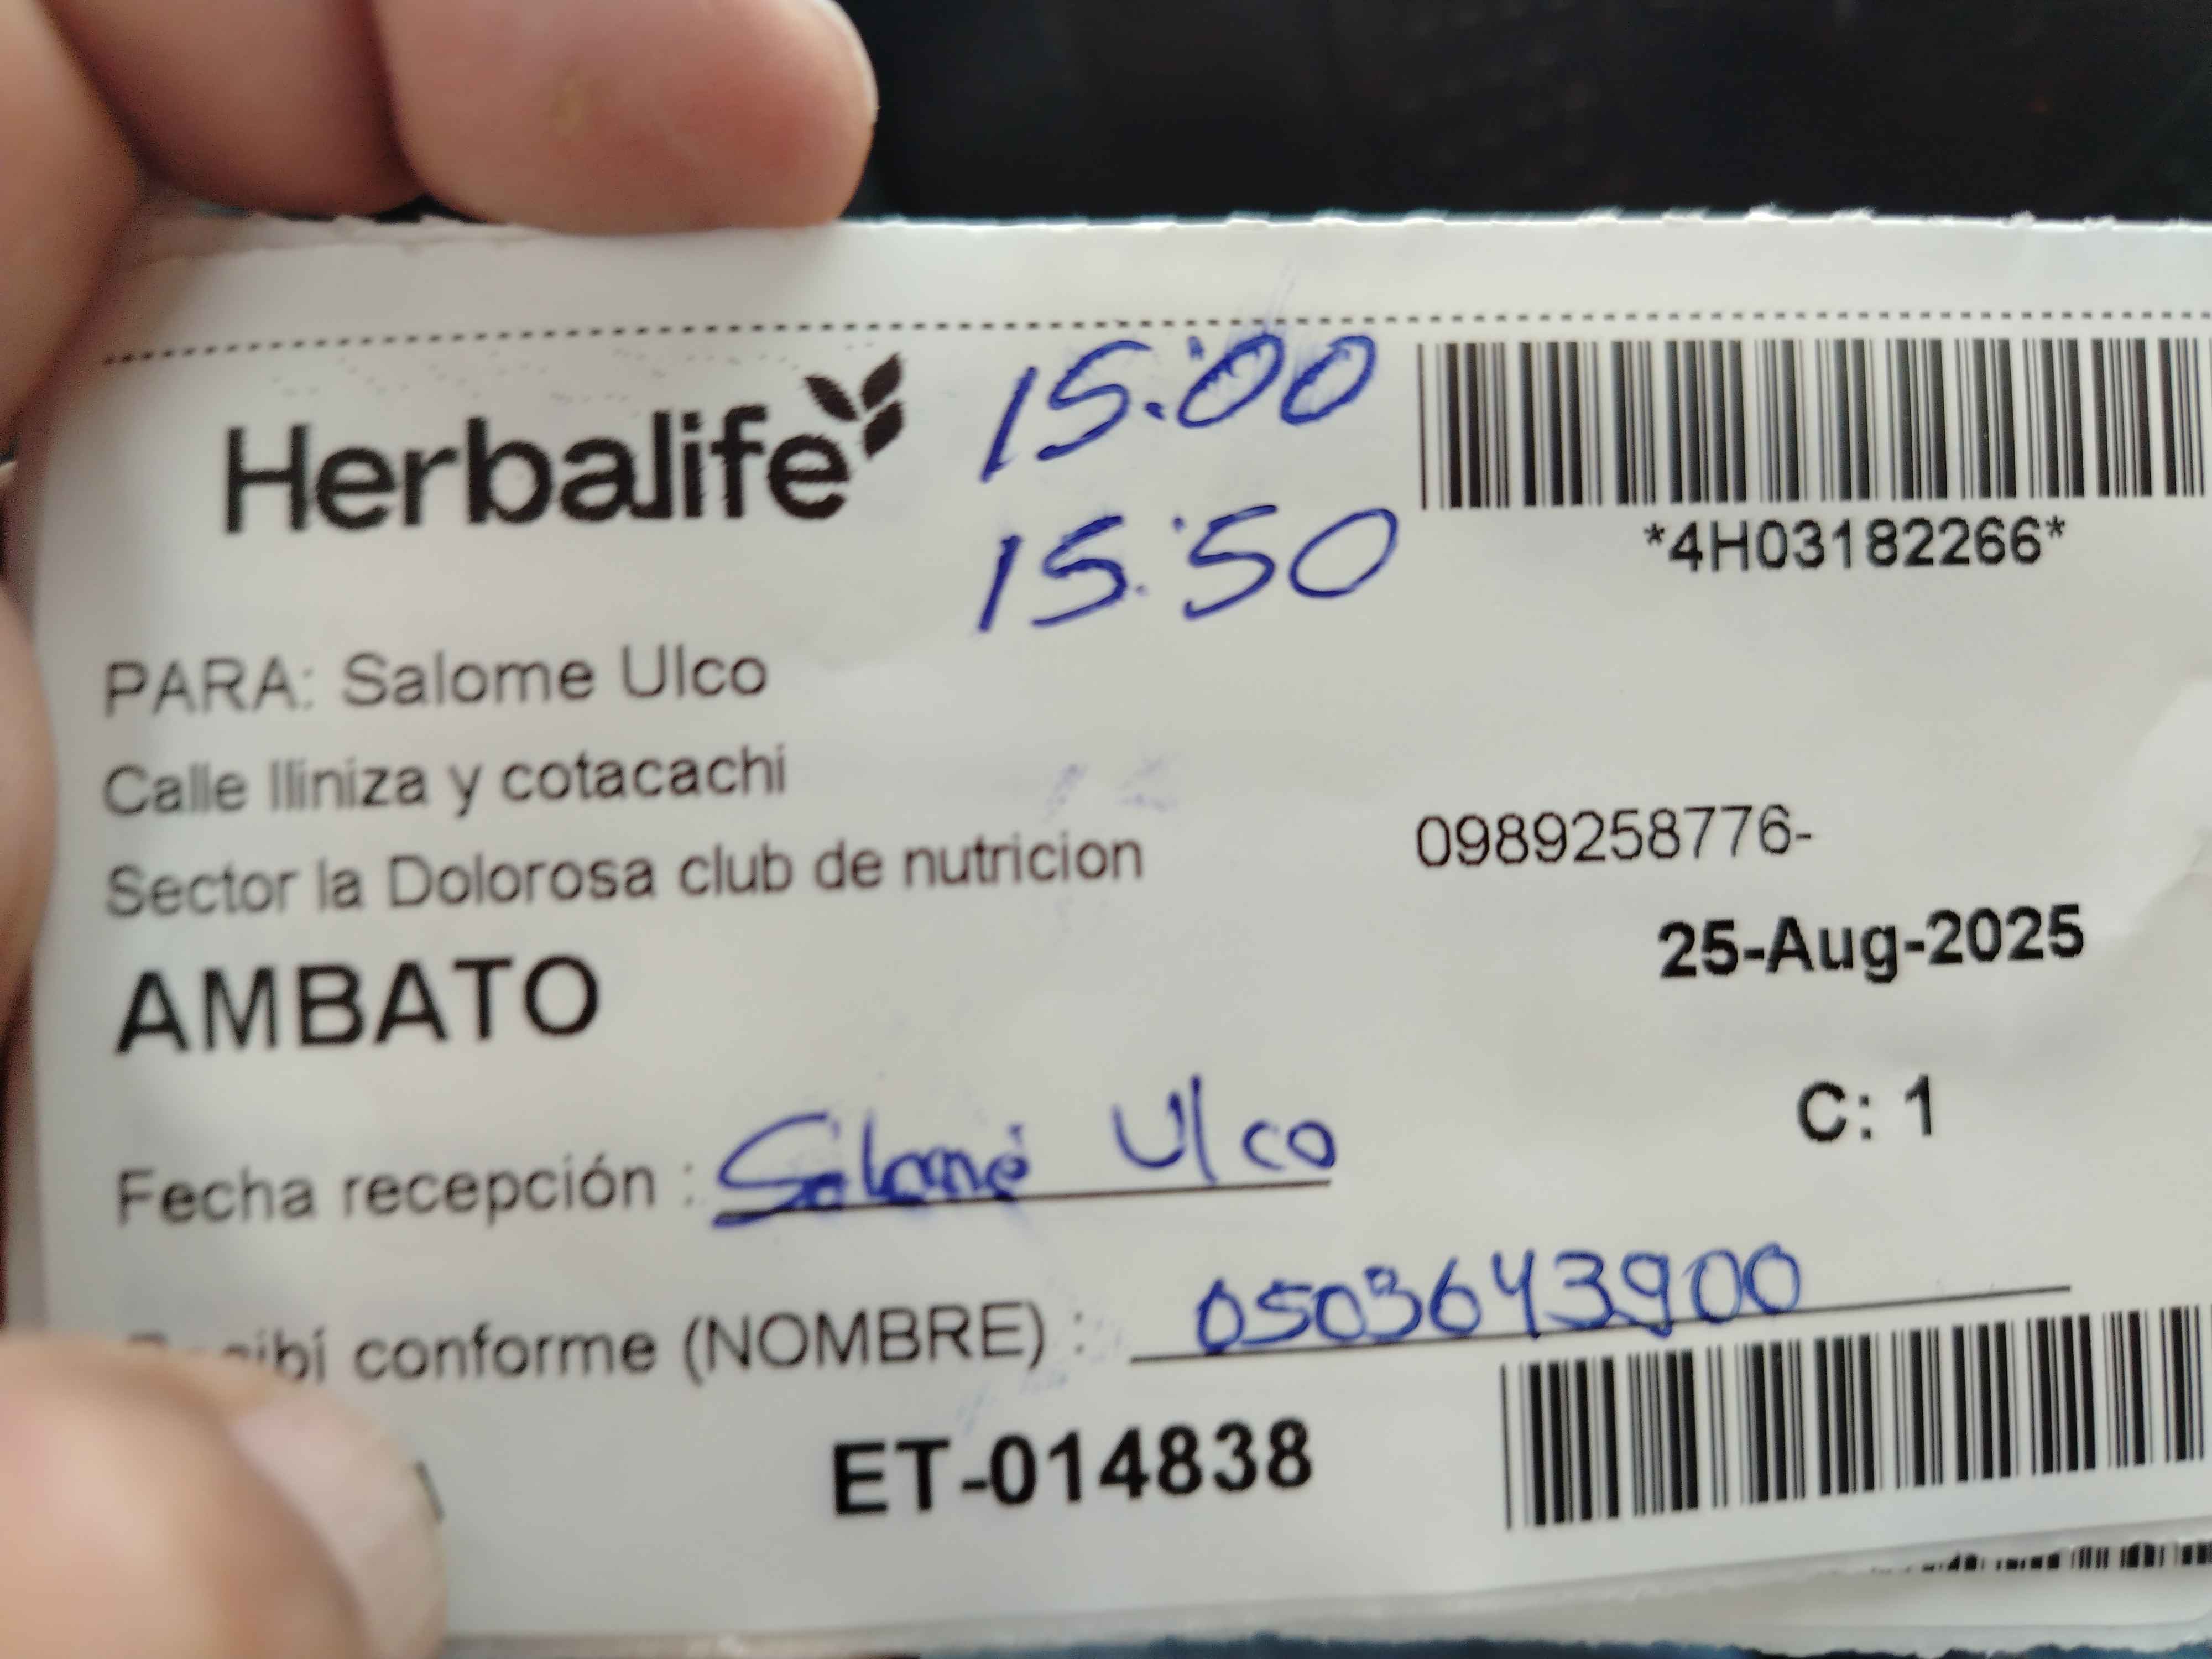 Herbalife
15:00
15:50
*4H03182266*
PARA: Salome Ulco
Calle Iliniza y cotacachi
Sector la Dolorosa club de nutricion
0989258776-
25-Aug-2025
AMBATO
C: 1
Fecha recepción : Salomé Ulco
conforme (NOMBRE) : 0503643900
ET-014838